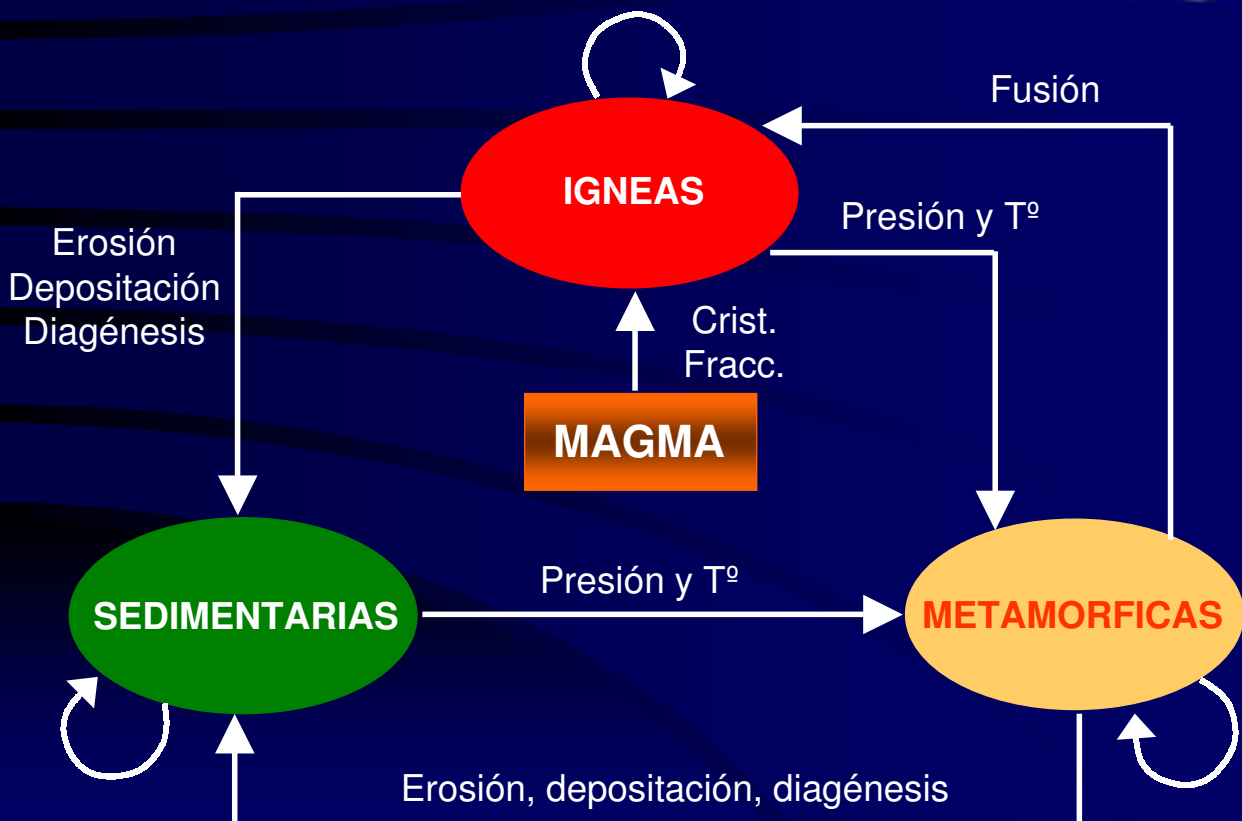 Fusión
IGNEAS
Presión y Tº
Erosión
Depositación
Diagénesis
Crist.
Fracc.
MAGMA
Presión y Tº
SEDIMENTARIAS
METAMORFICAS
Erosión, depositación, diagénesis